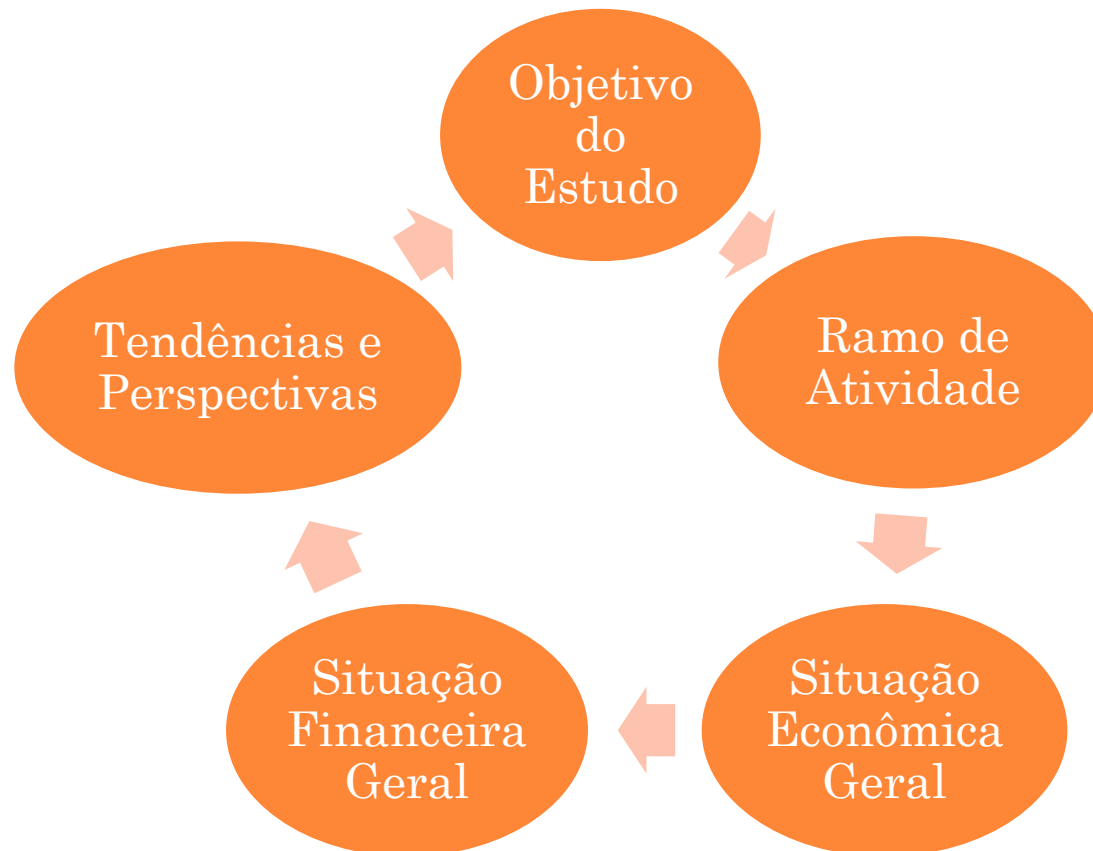 Objetivo
do
Estudo
Ramo de
Atividade
Situação
Econômica
Geral
Situação
Financeira
Geral
Tendências e
Perspectivas